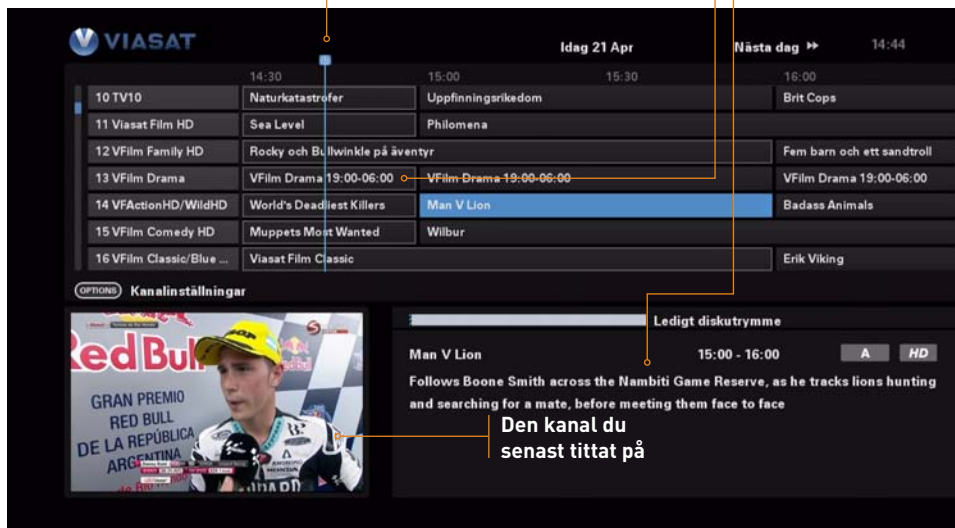 VIASAT
Idag 21 Apr
Nästa dag
14:44
14:30 15:00 15:30 16:00
10 TV10 Naturkatastrofer Uppfinningsrikedom Brit Cops
11 Viasat Film HD Sea Level Philomena
12 VFilm Family HD Rocky och Bullwinkle på äventyr Fem barn och ett sandtroll
13 VFilm Drama VFilm Drama 19:00-06:00 VFilm Drama 19:00-06:00 VFilm Drama 19:00-06:00
14 VFActionHD/WildHD World's Deadliest Killers Man V Lion Badass Animals
15 VFilm Comedy HD Muppets Most Wanted Wilbur
16 VFilm Classic/Blue ... Viasat Film Classic Erik Viking
OPTIONS Kanalinställningar
Red Bull
GRAN PREMIO
RED BULL
DE LA REPÚBLICA
ARGENTINA
HONDA
Ledigt diskutrymme
Man V Lion 15:00 - 16:00 A HD
Follows Boone Smith across the Nambiti Game Reserve, as he tracks lions hunting
and searching for a mate, before meeting them face to face
Den kanal du
senast tittat på